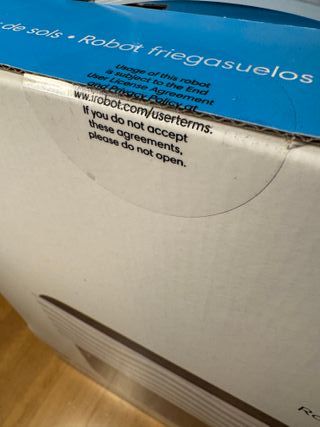 de sols • Robot friegasuelos
Usage of this robot
is subject to the End
User License Agreement
and Privacy Policy at
www.irobot.com/userterms.
If you do not accept
these agreements,
please do not open.